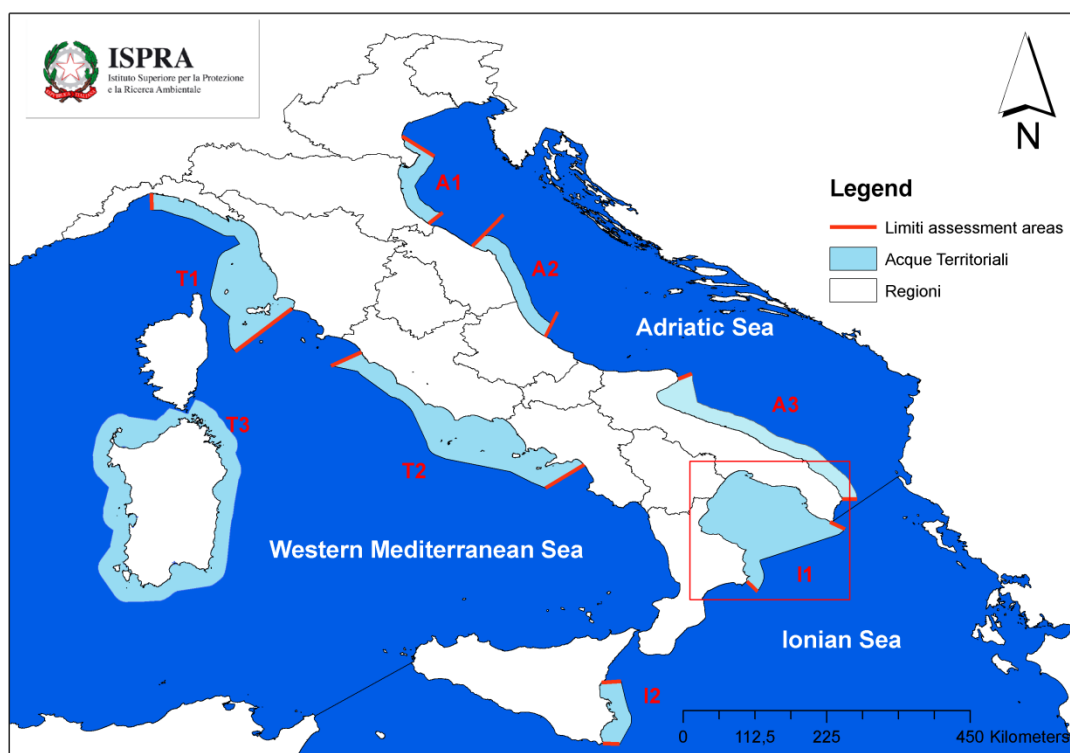 ISPRA
Istituto Superiore per la Protezione
e la Ricerca Ambientale
N
Legend
Limiti assessment areas
Acque Territoriali
Regioni
A1
A2
T1
Adriatic Sea
A3
T3
T2
Western Mediterranean Sea
I1
Ionian Sea
I2
0 112,5 225 450 Kilometers